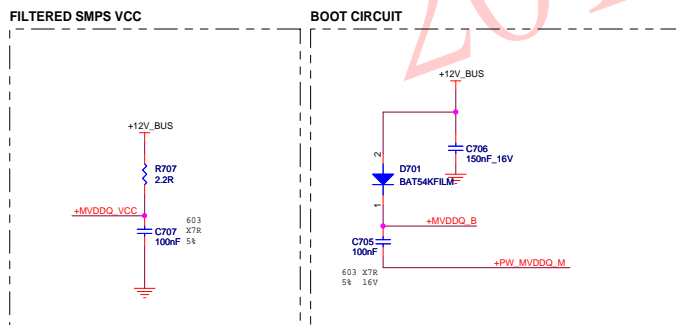 FILTERED SMPS VCC
BOOT CIRCUIT
+12V_BUS
R707
2.2R
+MVDDQ_VCC
C707
100nF
603
X7R
5%
+12V_BUS
C706
150nF_16V
2
D701
BAT54KFILM
1
+MVDDQ_B
C705
100nF
+PW_MVDDQ_M
603 X7R
5% 16V